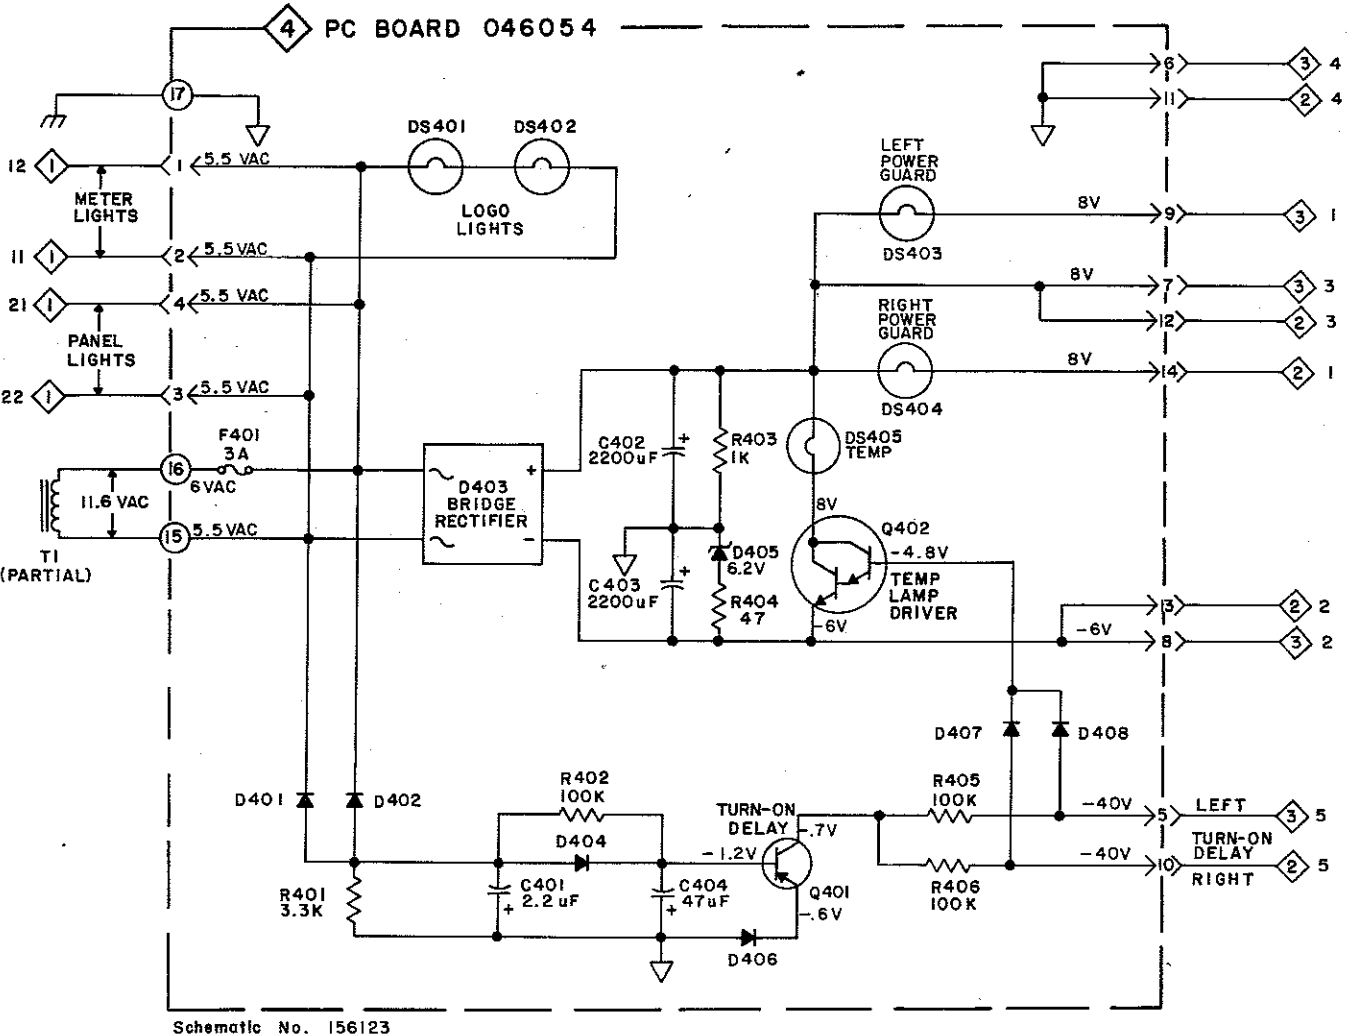 4 PC BOARD 046054
6 3 4
17
11 2 4
DS401 DS402
LEFT
POWER
GUARD
12 1 1 5.5 VAC
METER
LIGHTS
LOGO
LIGHTS
8V 9 3 1
DS403
11 1 2 5.5 VAC
8V 7 3 3
21 1 4 5.5 VAC
RIGHT
POWER
GUARD
12 2 3
PANEL
LIGHTS
8V 14 2 1
22 1 3 5.5 VAC
DS404
F401
3A
C402
2200uF
+
R403
1K
DS405
TEMP
16 6 VAC
11.6 VAC
D403
BRIDGE
RECTIFIER
+
-
8V
Q402
15 5.5 VAC
-4.8V
T1
(PARTIAL)
D405
6.2V
C403
2200uF
+
R404
47
TEMP
LAMP
DRIVER
-6V
13 2 2
-6V 8 3 2
D407 D408
D401 D402
R402
100K
R405
100K
TURN-ON
DELAY
-.7V
-40V 5 LEFT 3 5
D404
-1.2V
TURN-ON
DELAY
-40V 10 RIGHT 2 5
R401
3.3K
C401
2.2uF
+
C404
47uF
+
Q401
-.6V
R406
100K
D406
Schematic No. 156123